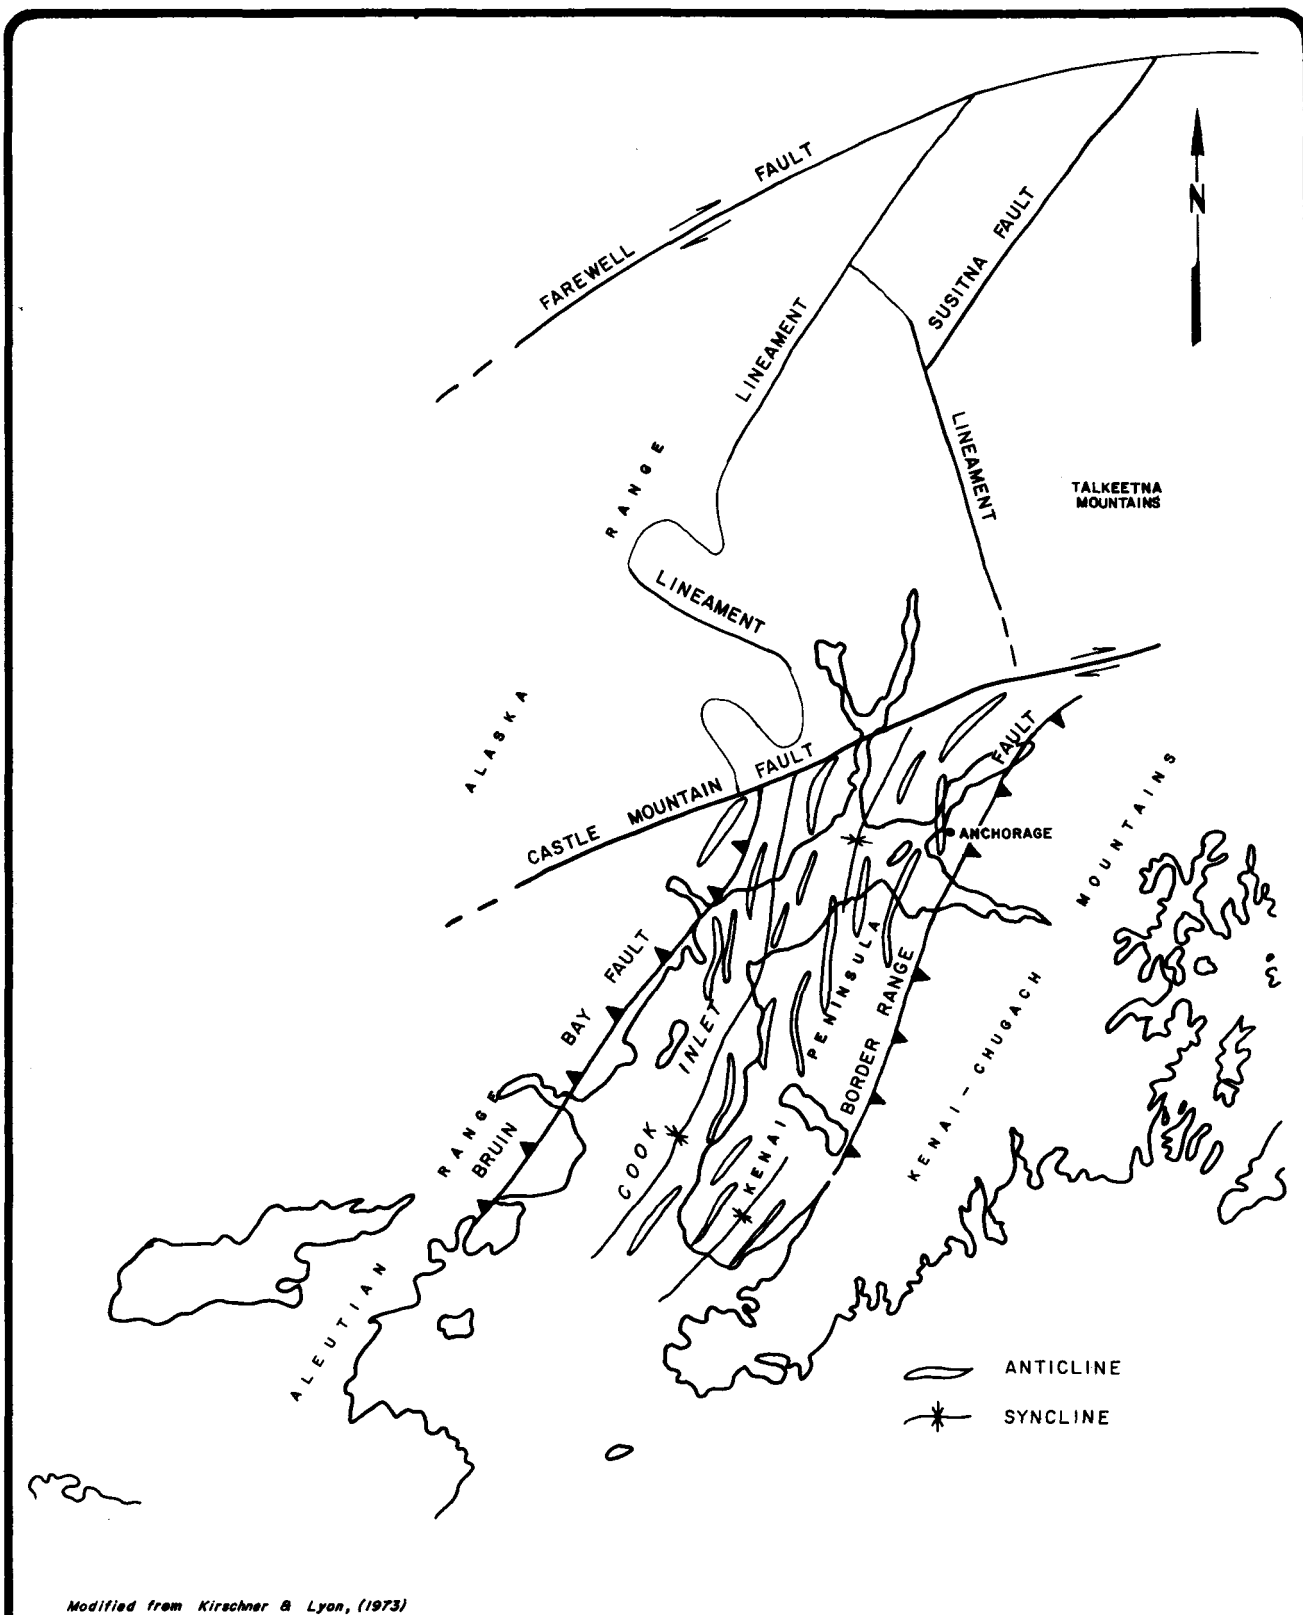 FAREWELL FAULT
N
SUSITNA FAULT
LINEAMENT
LINEAMENT
TALKEETNA
MOUNTAINS
LINEAMENT
ALASKA RANGE
CASTLE MOUNTAIN FAULT
FAULT
ANCHORAGE
KENAI-CHUGACH MOUNTAINS
BRUIN BAY FAULT
COOK INLET
KENAI PENINSULA
BORDER RANGE
ALEUTIAN RANGE
ANTICLINE
SYNCLINE
Modified from Kirschner & Lyon, (1973)